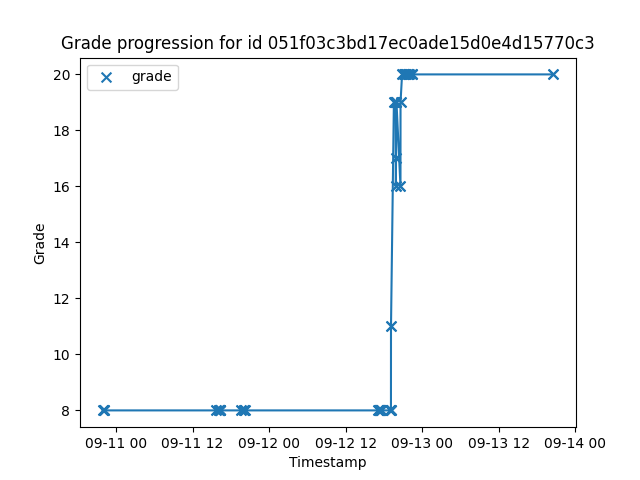 Grade progression for id 051f03c3bd17ec0ade15d0e4d15770c3
grade
20
18
16
14
12
10
8
Grade
09-11 00 09-11 12 09-12 00 09-12 12 09-13 00 09-13 12 09-14 00
Timestamp